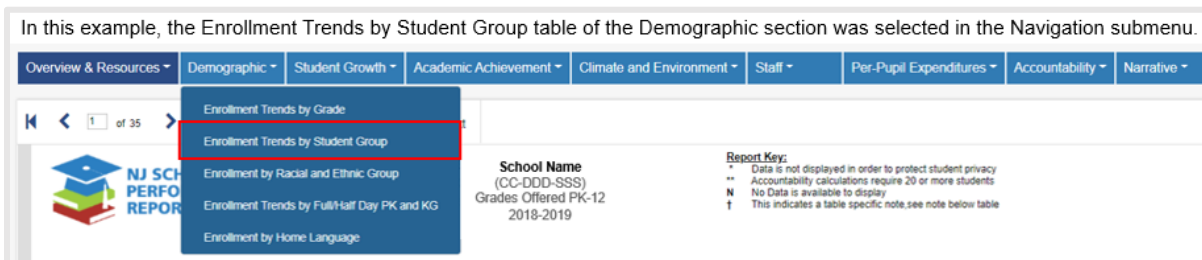 In this example, the Enrollment Trends by Student Group table of the Demographic section was selected in the Navigation submenu.
Overview & Resources Demographic Student Growth Academic Achievement Climate and Environment Staff Per-Pupil Expenditures Accountability Narrative
Enrollment Trends by Grade
1 of 35
Enrollment Trends by Student Group
Enrollment by Racial and Ethnic Group
Enrollment Trends by Full/Half Day PK and KG
Enrollment by Home Language
NJ SCH
PERFO
REPOR
School Name
(CC-DDD-SSS)
Grades Offered PK-12
2018-2019
Report Key:
* Data is not displayed in order to protect student privacy
** Accountability calculations require 20 or more students
N No Data is available to display
† This indicates a table specific note,see note below table